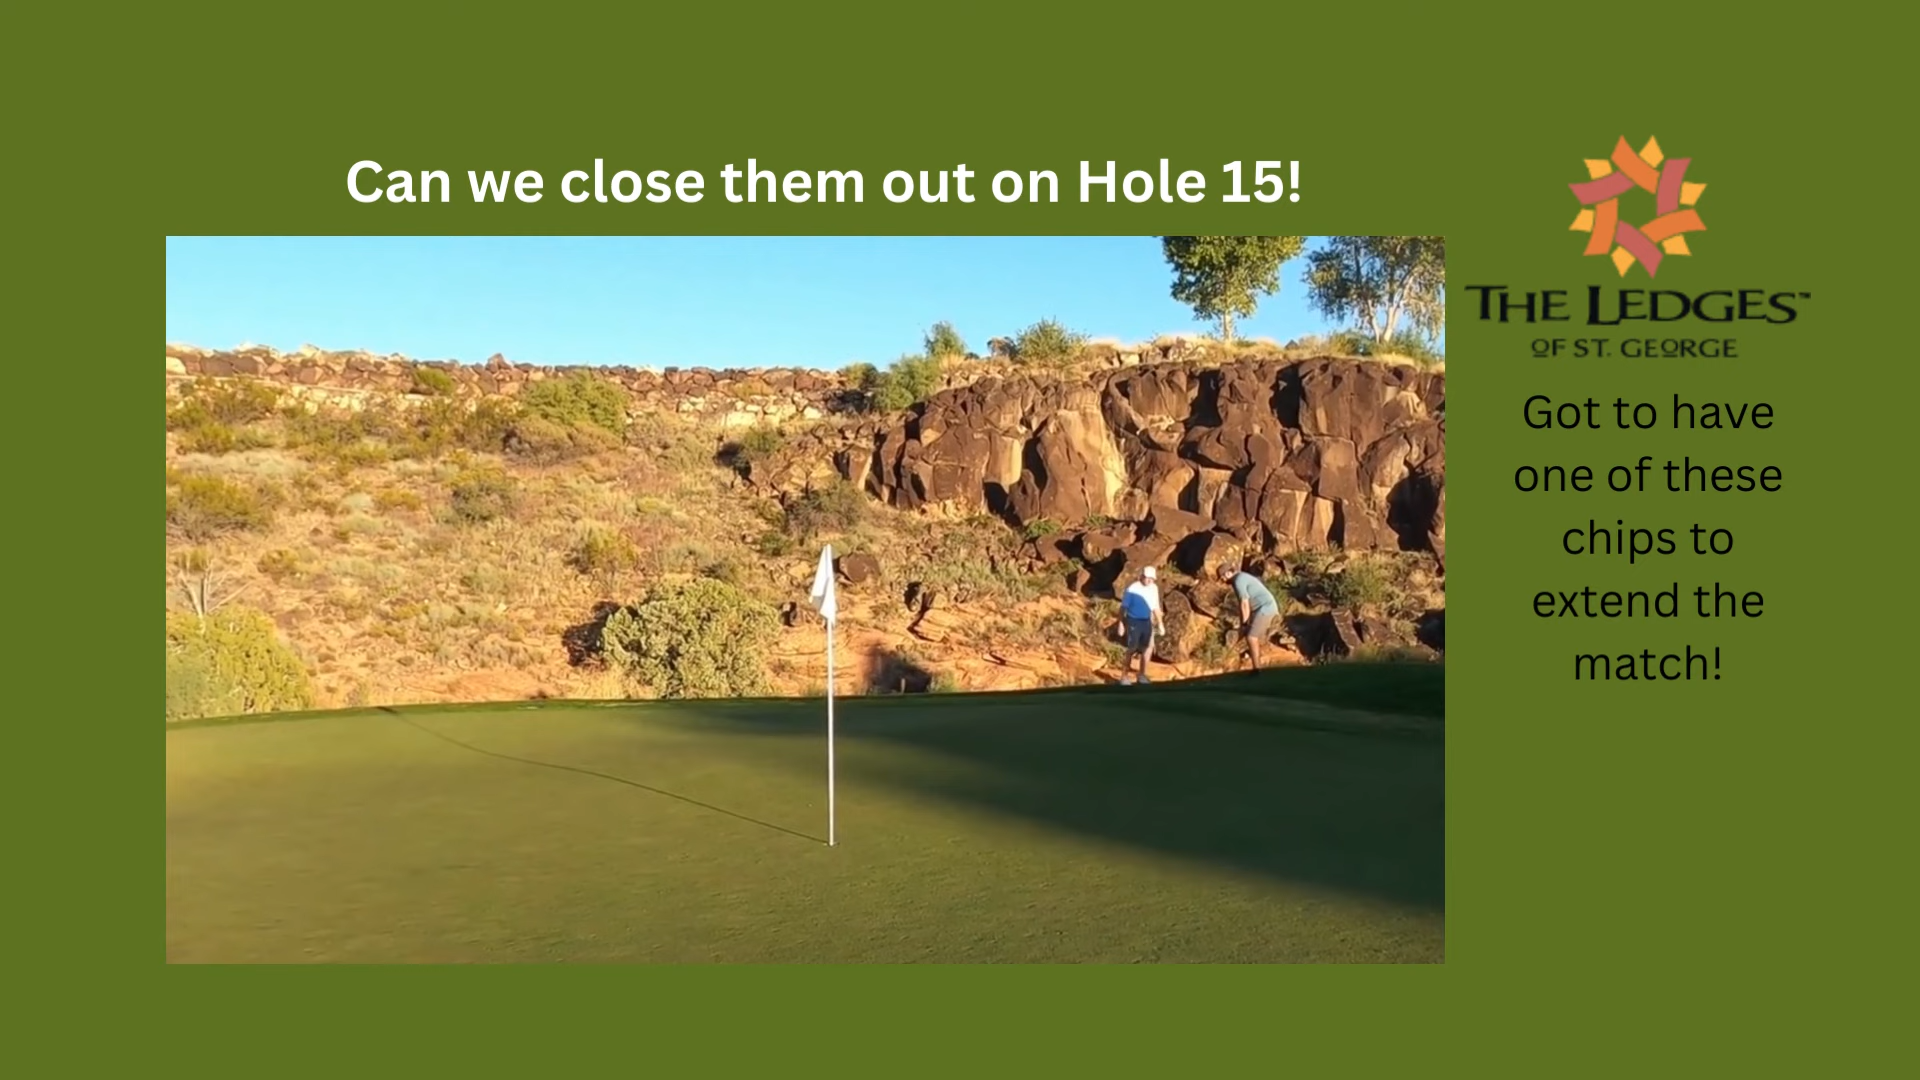 Can we close them out on Hole 15!
THE LEDGES™
OF ST. GEORGE
Got to have
one of these
chips to
extend the
match!